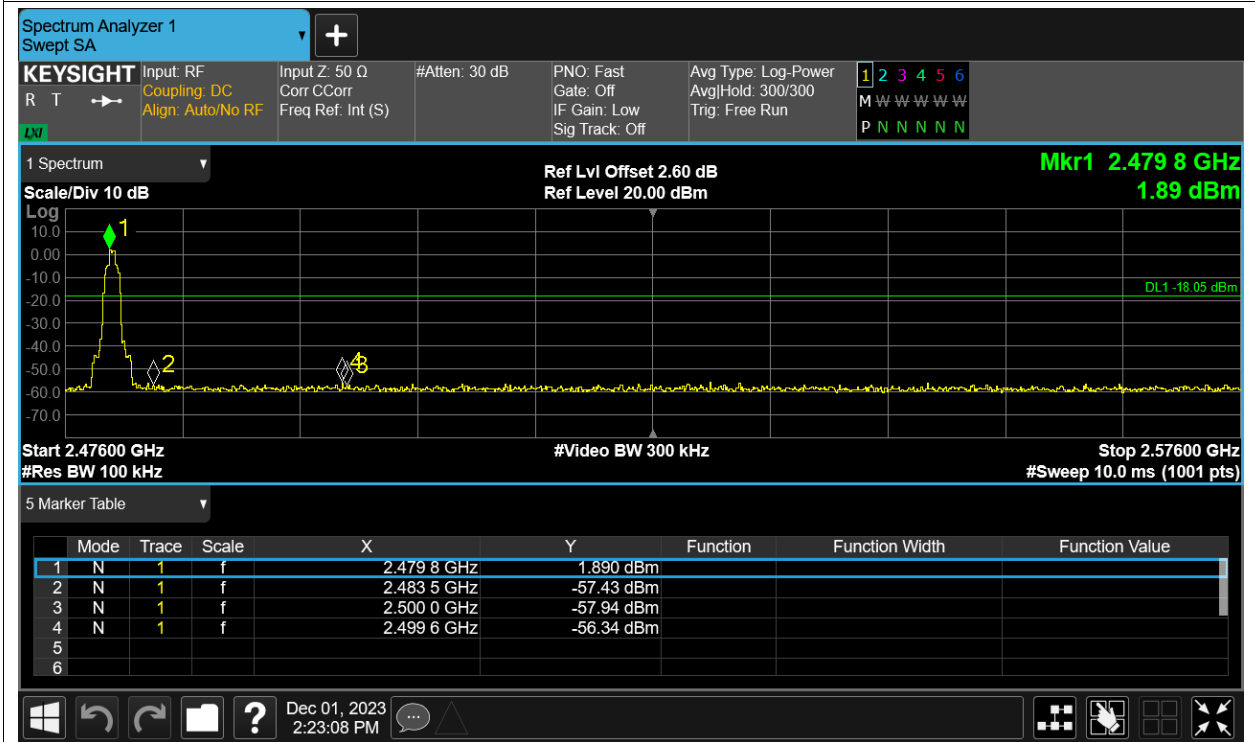 Spectrum Analyzer 1
Swept SA
+
KEYSIGHT
R T
LXI
Input: RF
Coupling: DC
Align: Auto/No RF
Input Z: 50 Ω
Corr CCorr
Freq Ref: Int (S)
#Atten: 30 dB
PNO: Fast
Gate: Off
IF Gain: Low
Sig Track: Off
Avg Type: Log-Power
Avg|Hold: 300/300
Trig: Free Run
1 2 3 4 5 6
M W W W W W
P N N N N N
1 Spectrum
Scale/Div 10 dB
Ref Lvl Offset 2.60 dB
Ref Level 20.00 dBm
Mkr1 2.479 8 GHz
1.89 dBm
Log
10.0
0.00
-10.0
-20.0
-30.0
-40.0
-50.0
-60.0
-70.0
1
2
4
3
DL1 -18.05 dBm
Start 2.47600 GHz
#Res BW 100 kHz
#Video BW 300 kHz
Stop 2.57600 GHz
#Sweep 10.0 ms (1001 pts)
5 Marker Table
Mode Trace Scale X Y Function Function Width Function Value
1 N 1 f 2.479 8 GHz 1.890 dBm
2 N 1 f 2.483 5 GHz -57.43 dBm
3 N 1 f 2.500 0 GHz -57.94 dBm
4 N 1 f 2.499 6 GHz -56.34 dBm
5
6
?
Dec 01, 2023
2:23:08 PM